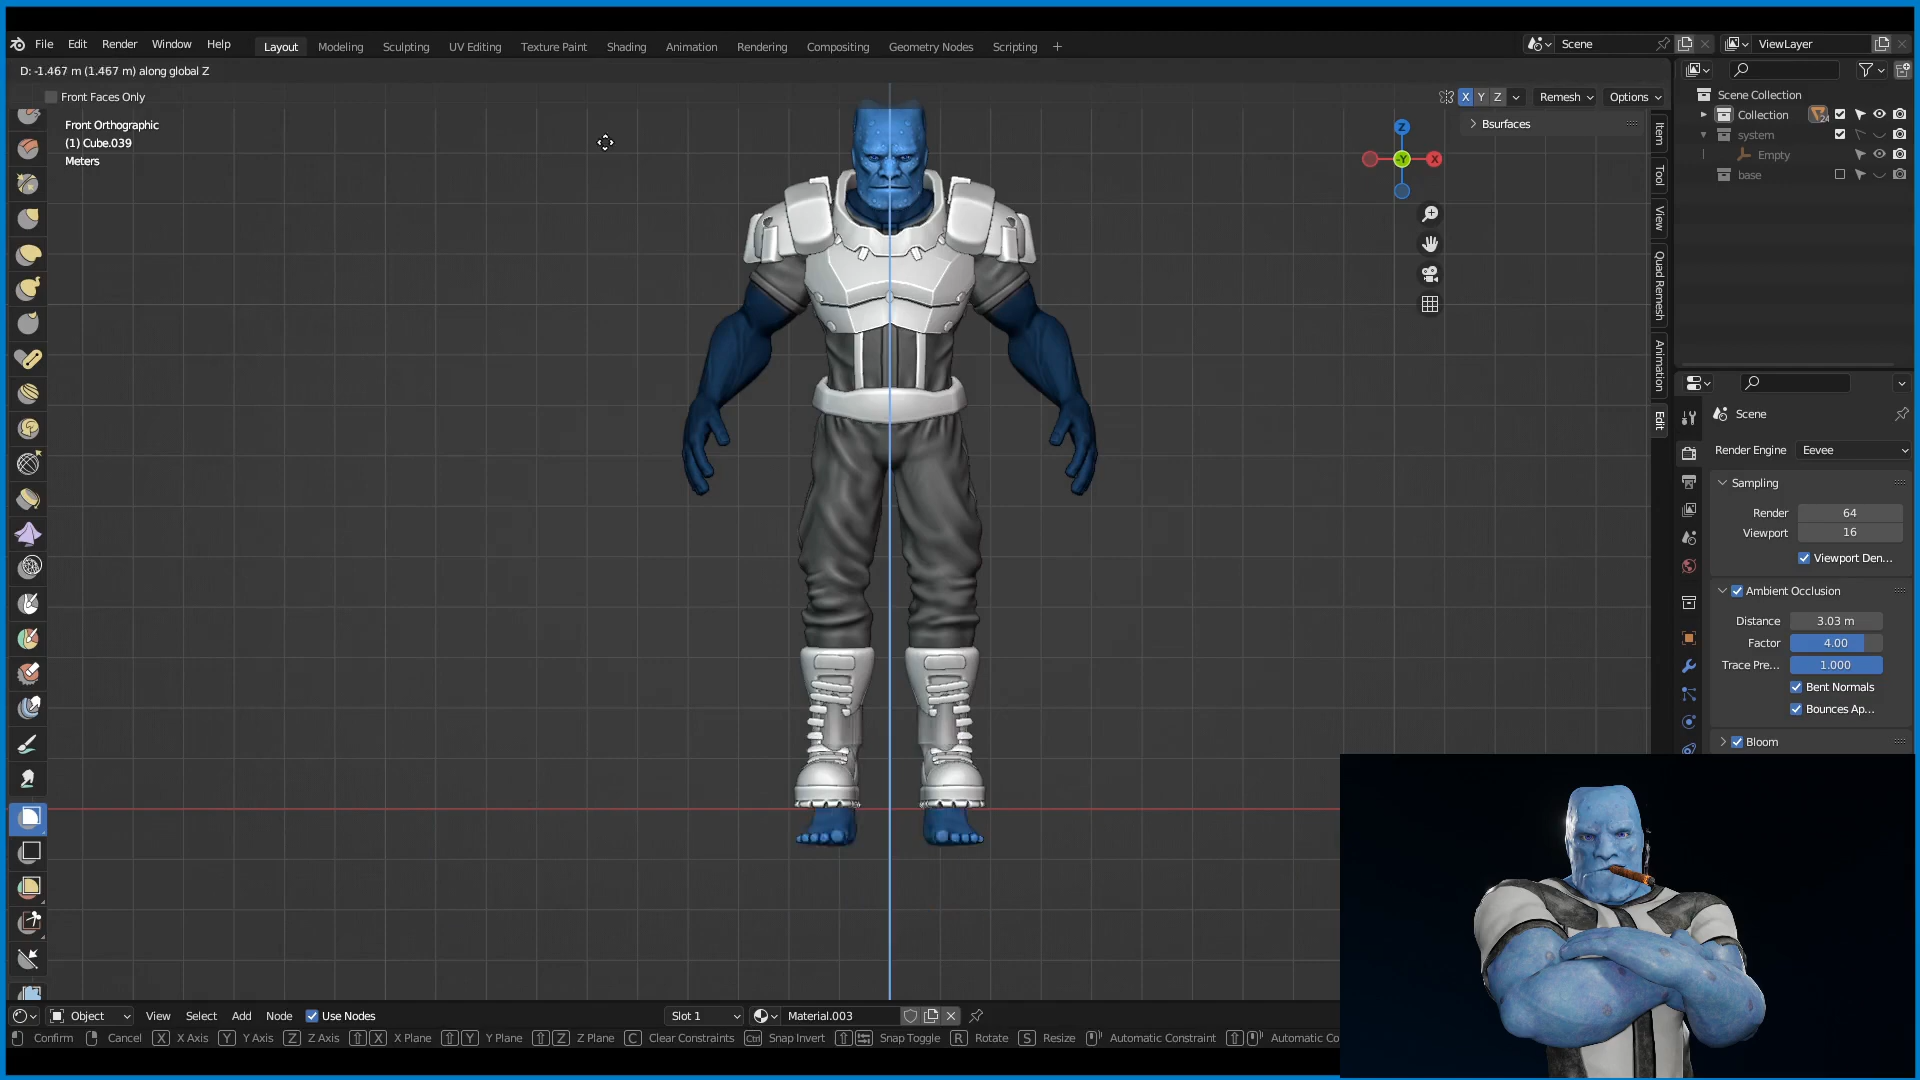 File Edit Render Window Help Layout Modeling Sculpting UV Editing Texture Paint Shading Animation Rendering Compositing Geometry Nodes Scripting + Scene ViewLayer
D: -1.467 m (1.467 m) along global Z
Front Faces Only X Y Z Remesh Options
Front Orthographic
(1) Cube.039
Meters
Bsurfaces
Z
-Y X
Item
Tool
View
Quad Remesh
Animation
Edit
Scene Collection
Collection 24
system
Empty
base
Scene
Render Engine Eevee
Sampling
Render 64
Viewport 16
Viewport Den...
Ambient Occlusion
Distance 3.03 m
Factor 4.00
Trace Pre... 1.000
Bent Normals
Bounces Ap...
Bloom
Object View Select Add Node Use Nodes Slot 1 Material.003
Confirm Cancel X X Axis Y Y Axis Z Z Axis X X Plane Y Y Plane Z Z Plane C Clear Constraints Ctrl Snap Invert Snap Toggle R Rotate S Resize Automatic Constraint Automatic Co